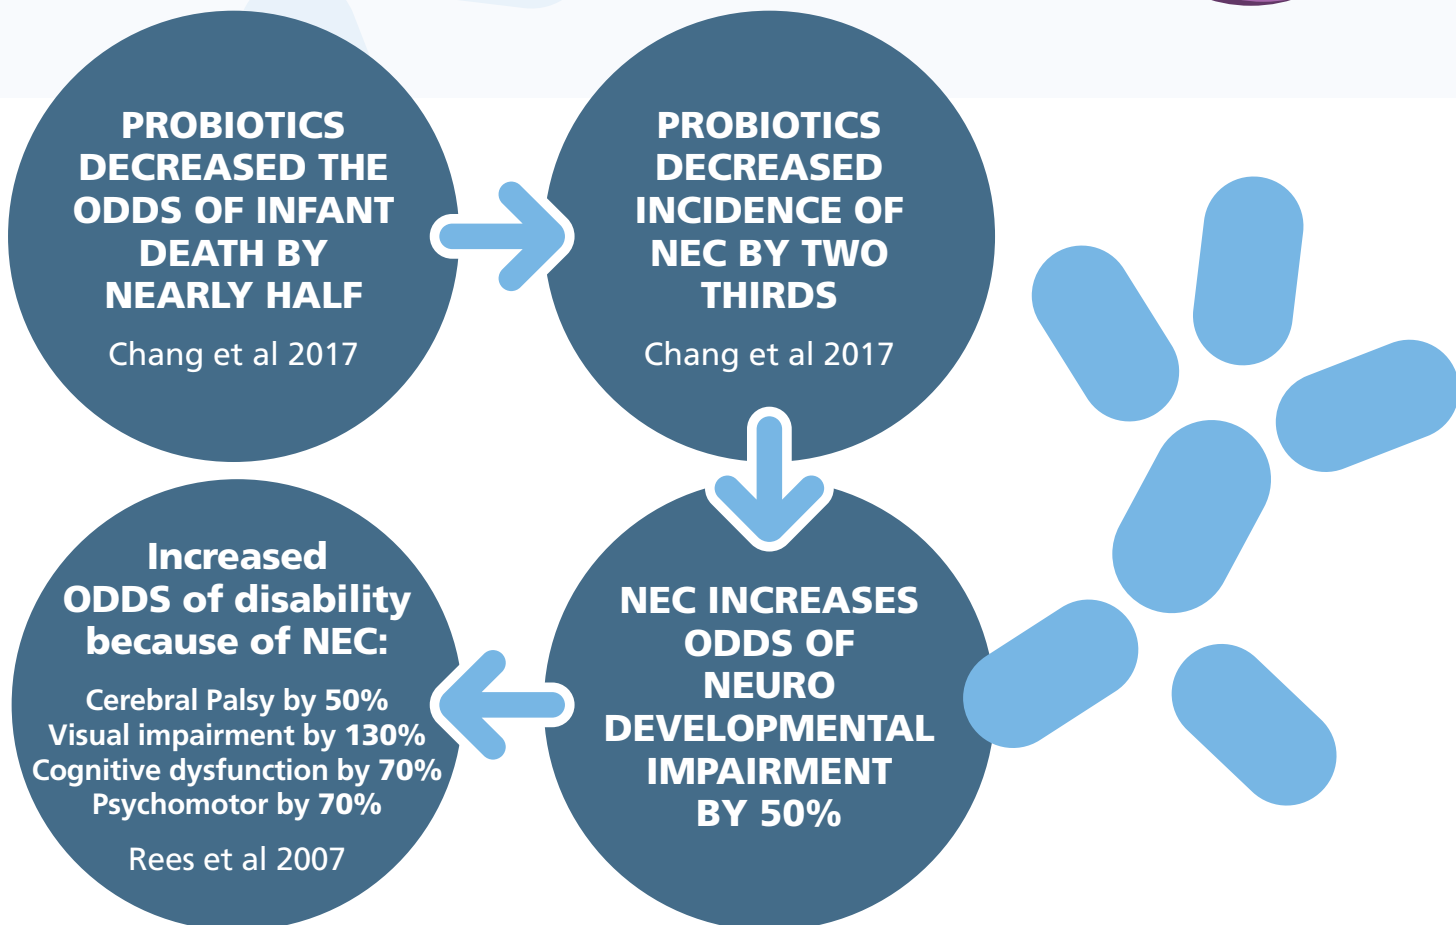 PROBIOTICS
DECREASED THE
ODDS OF INFANT
DEATH BY
NEARLY HALF
Chang et al 2017
PROBIOTICS
DECREASED
INCIDENCE OF
NEC BY TWO
THIRDS
Chang et al 2017
NEC INCREASES
ODDS OF
NEURO
DEVELOPMENTAL
IMPAIRMENT
BY 50%
Increased
ODDS of disability
because of NEC:
Cerebral Palsy by 50%
Visual impairment by 130%
Cognitive dysfunction by 70%
Psychomotor by 70%
Rees et al 2007